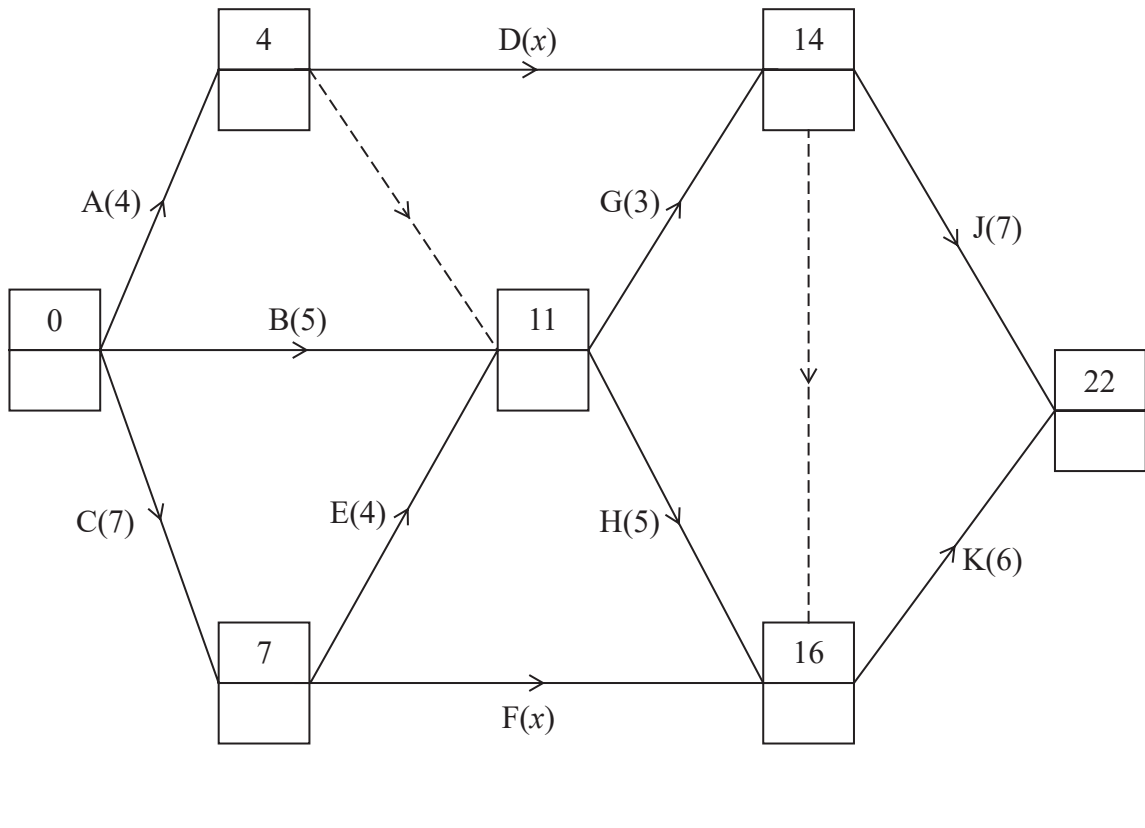 4
D(x)
14
A(4)
G(3)
J(7)
0
B(5)
11
22
C(7)
E(4)
H(5)
K(6)
7
16
F(x)